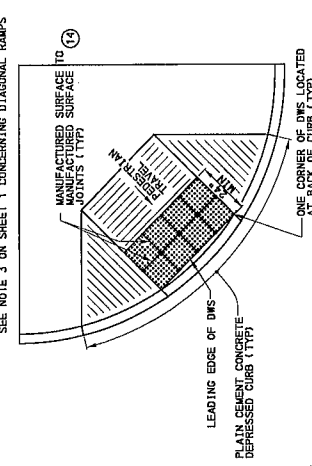 SEE NOTE 3 ON SHEET 1 CONCERNING DIAGONAL RAMPS
MANUFACTURED SURFACE TO
MANUFACTURED SURFACE
JOINTS (TYP)
14
PEDESTRIAN
TRAVEL
4"
MIN
LEADING EDGE OF DWS
PLAIN CEMENT CONCRETE
DEPRESSED CURB (TYP)
ONE CORNER OF DWS LOCATED
AT BACK OF CURB (TYP)